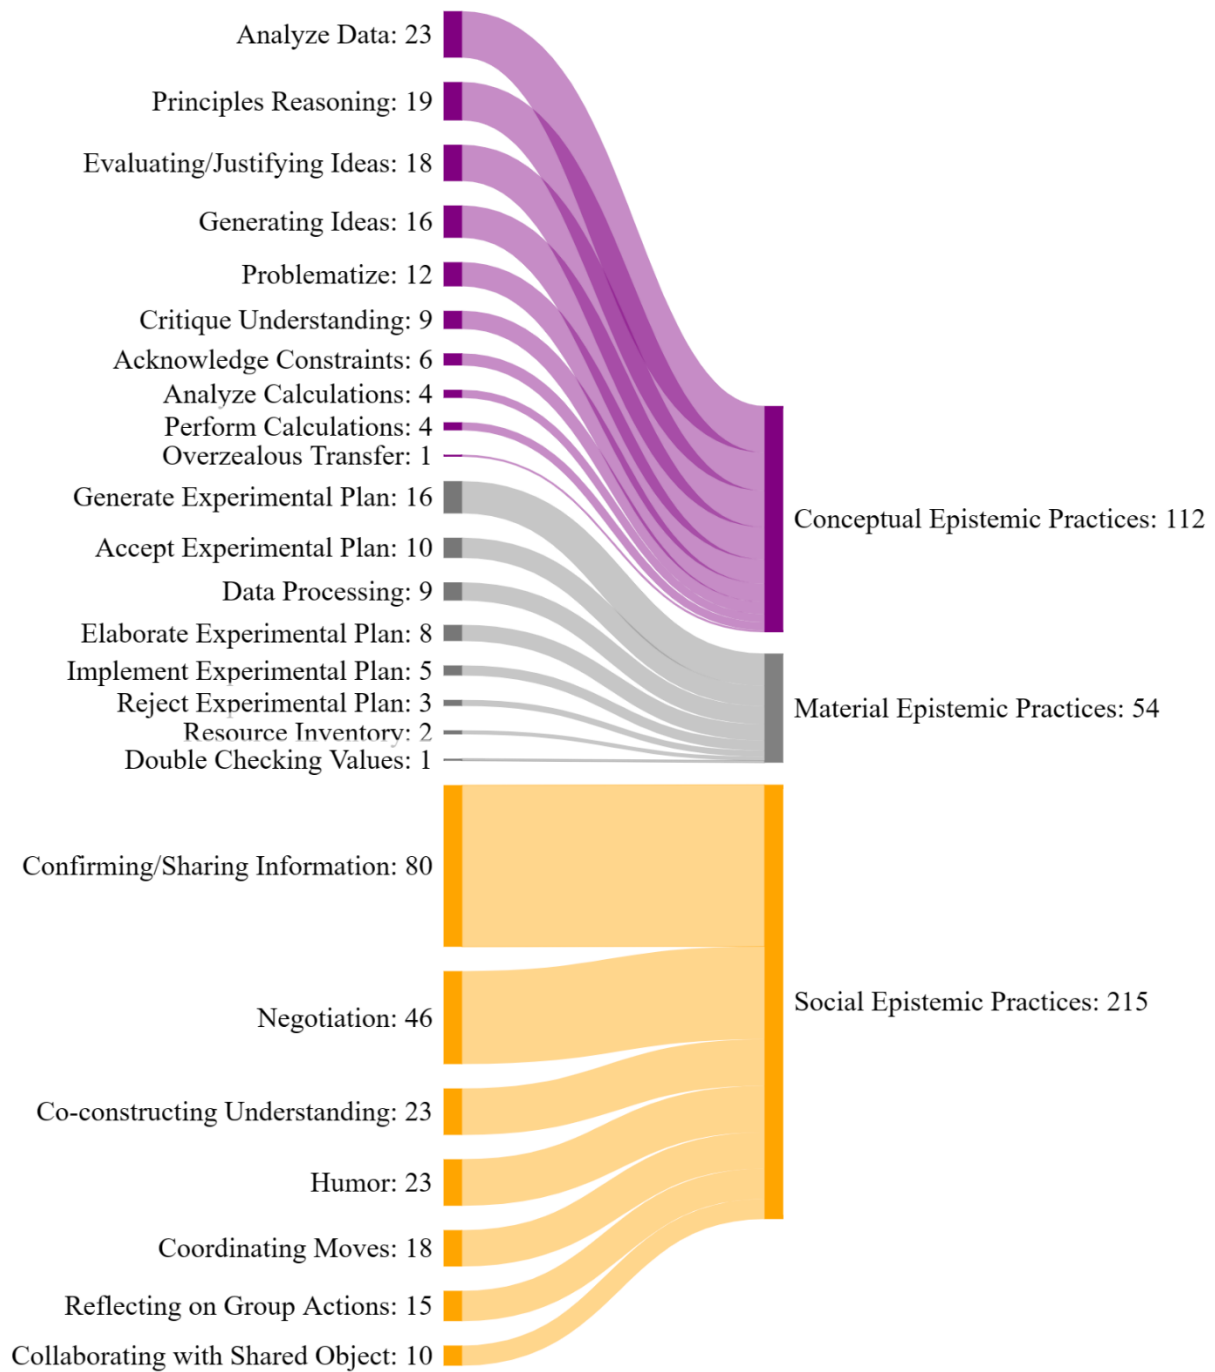 Analyze Data: 23
Principles Reasoning: 19
Evaluating/Justifying Ideas: 18
Generating Ideas: 16
Problematize: 12
Critique Understanding: 9
Acknowledge Constraints: 6
Analyze Calculations: 4
Perform Calculations: 4
Overzealous Transfer: 1
Generate Experimental Plan: 16
Conceptual Epistemic Practices: 112
Accept Experimental Plan: 10
Data Processing: 9
Elaborate Experimental Plan: 8
Implement Experimental Plan: 5
Reject Experimental Plan: 3
Material Epistemic Practices: 54
Resource Inventory: 2
Double Checking Values: 1
Confirming/Sharing Information: 80
Social Epistemic Practices: 215
Negotiation: 46
Co-constructing Understanding: 23
Humor: 23
Coordinating Moves: 18
Reflecting on Group Actions: 15
Collaborating with Shared Object: 10